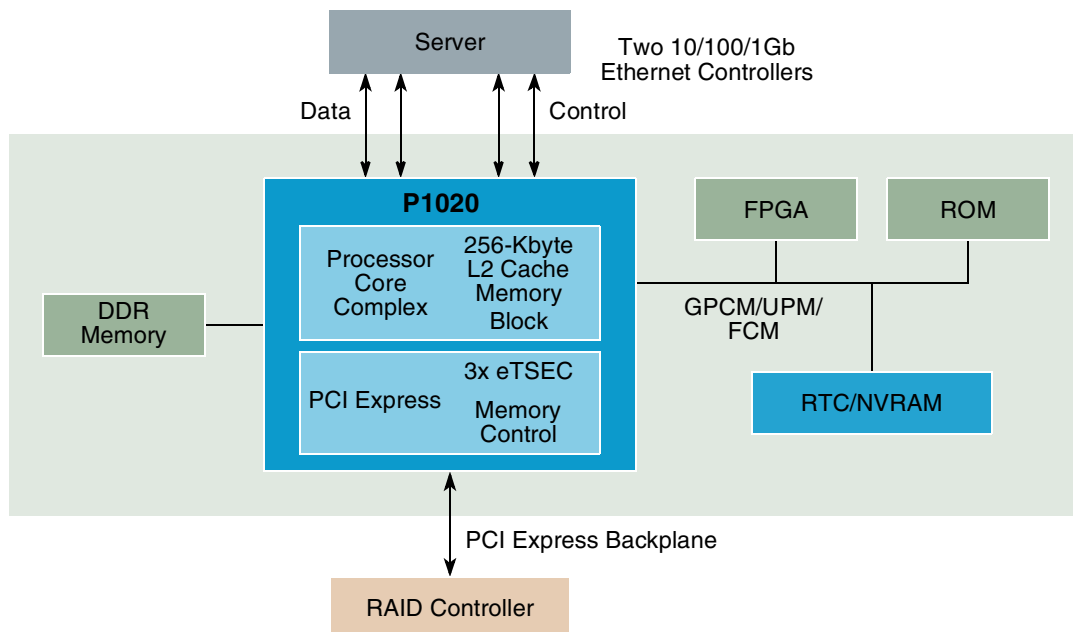 Server
Two 10/100/1Gb
Ethernet Controllers
Data
Control
P1020
Processor
Core
Complex
256-Kbyte
L2 Cache
Memory
Block
PCI Express
3x eTSEC
Memory
Control
DDR
Memory
FPGA
ROM
GPCM/UPM/
FCM
RTC/NVRAM
PCI Express Backplane
RAID Controller